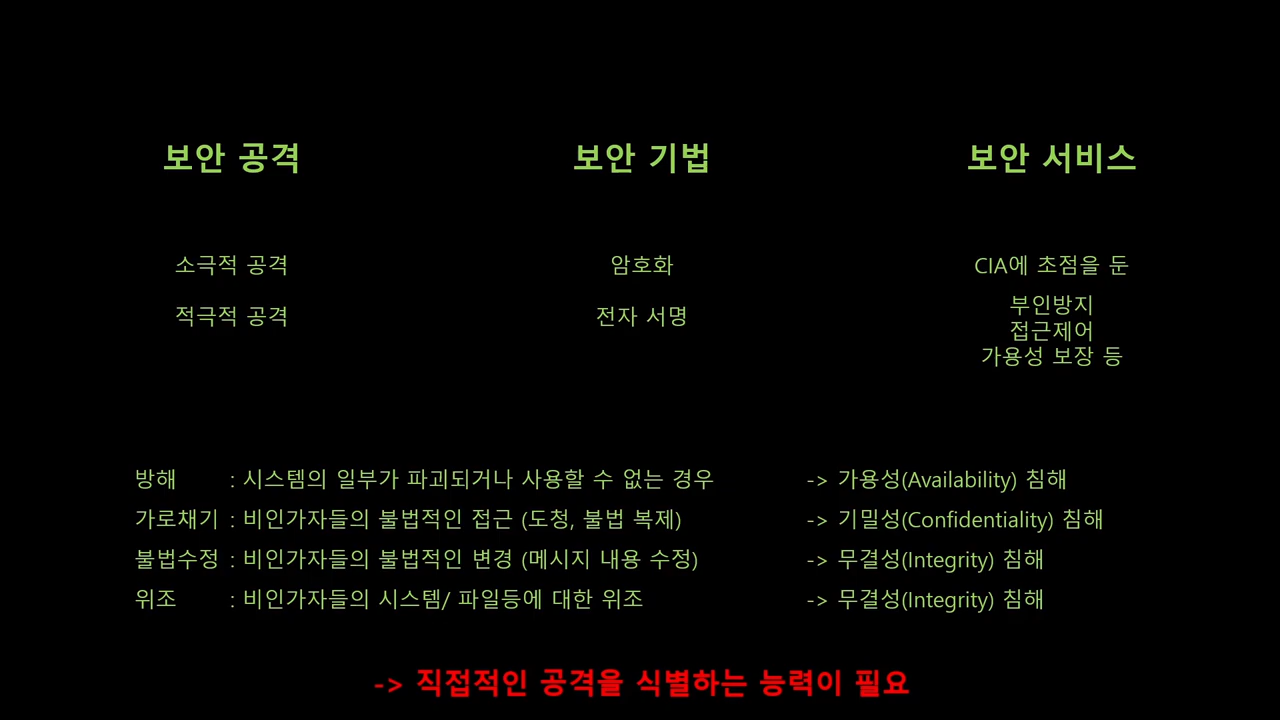 보안 공격
보안 기법
보안 서비스
소극적 공격
암호화
CIA에 초점을 둔
적극적 공격
전자 서명
부인방지
접근제어
가용성 보장 등
방해 : 시스템의 일부가 파괴되거나 사용할 수 없는 경우 -> 가용성(Availability) 침해
가로채기 : 비인가자들의 불법적인 접근 (도청, 불법 복제) -> 기밀성(Confidentiality) 침해
불법수정 : 비인가자들의 불법적인 변경 (메시지 내용 수정) -> 무결성(Integrity) 침해
위조 : 비인가자들의 시스템/ 파일등에 대한 위조 -> 무결성(Integrity) 침해
-> 직접적인 공격을 식별하는 능력이 필요